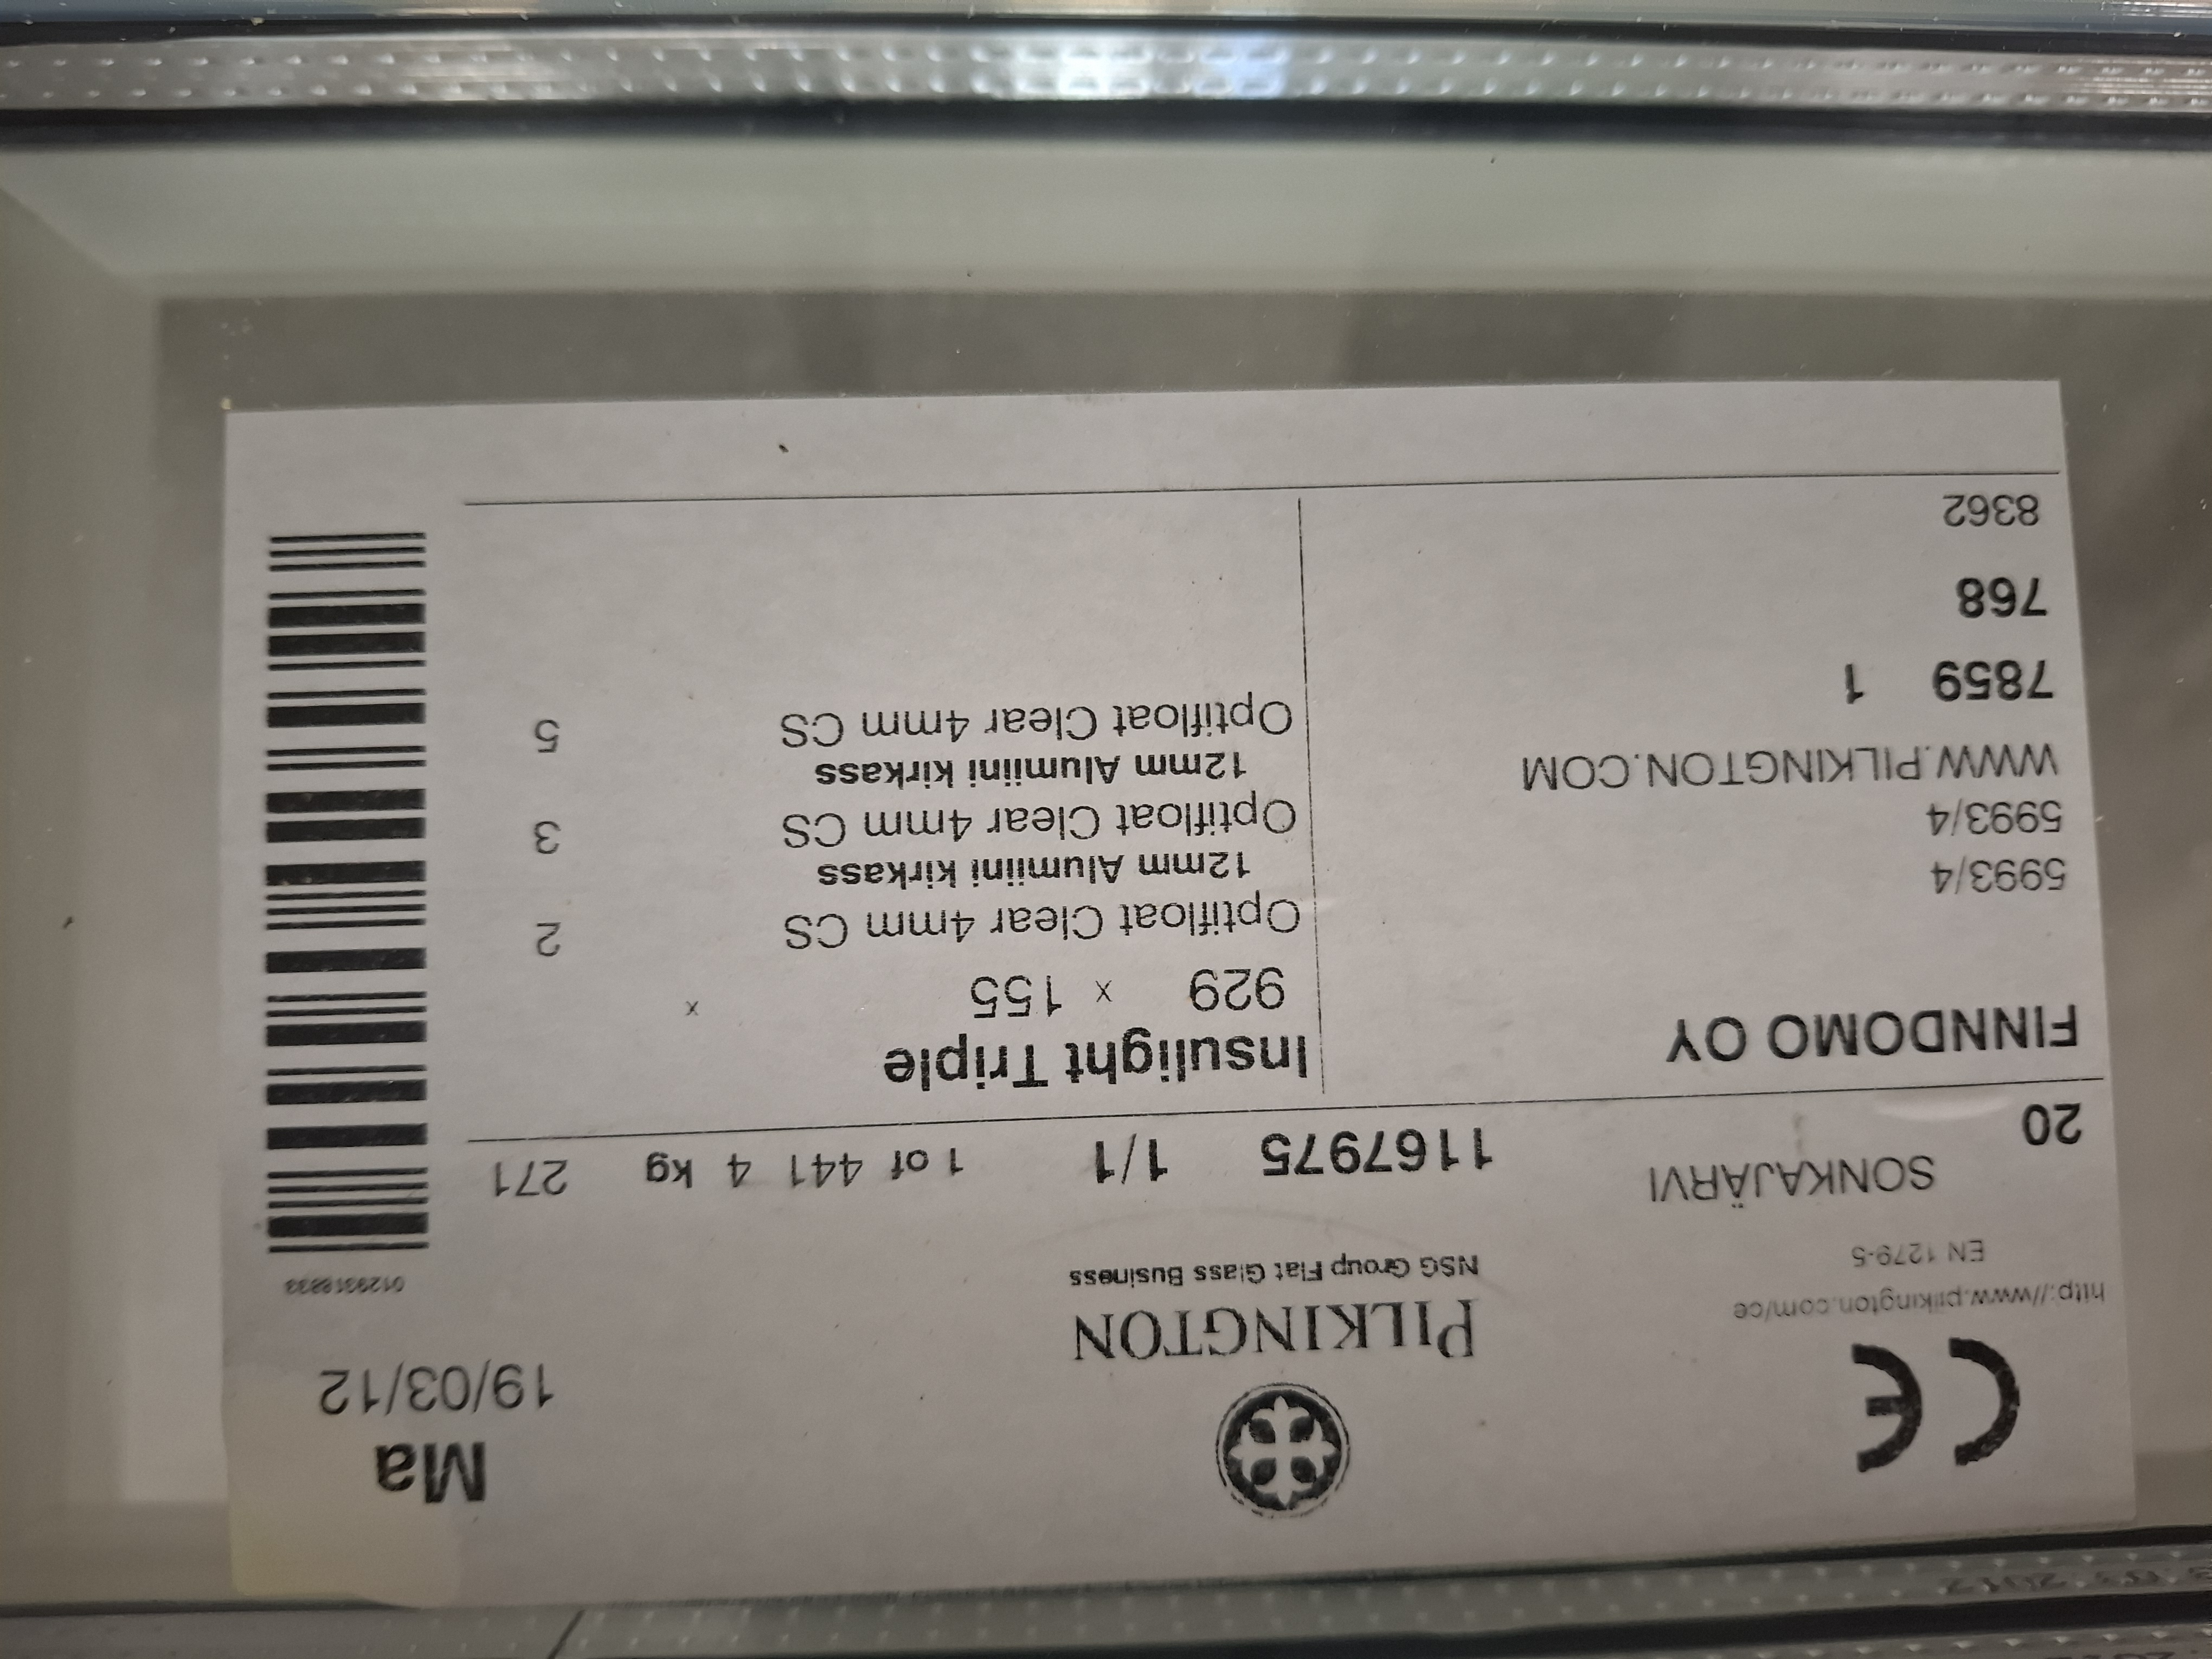 CE
http://www.pilkington.com/ce
EN 1279-5
SONKAJÄRVI
20
PILKINGTON
NSG Group Flat Glass Business
Ma
19/03/12
1167975 1/1 1 of 441 4 kg 271
FINNDOMO OY
5993/4
5993/4
WWW.PILKINGTON.COM
7859 1
768
8362
Insulight Triple
929 x 155 x
Optifloat Clear 4mm CS 2
12mm Alumiini kirkass
Optifloat Clear 4mm CS 3
12mm Alumiini kirkass
Optifloat Clear 4mm CS 5